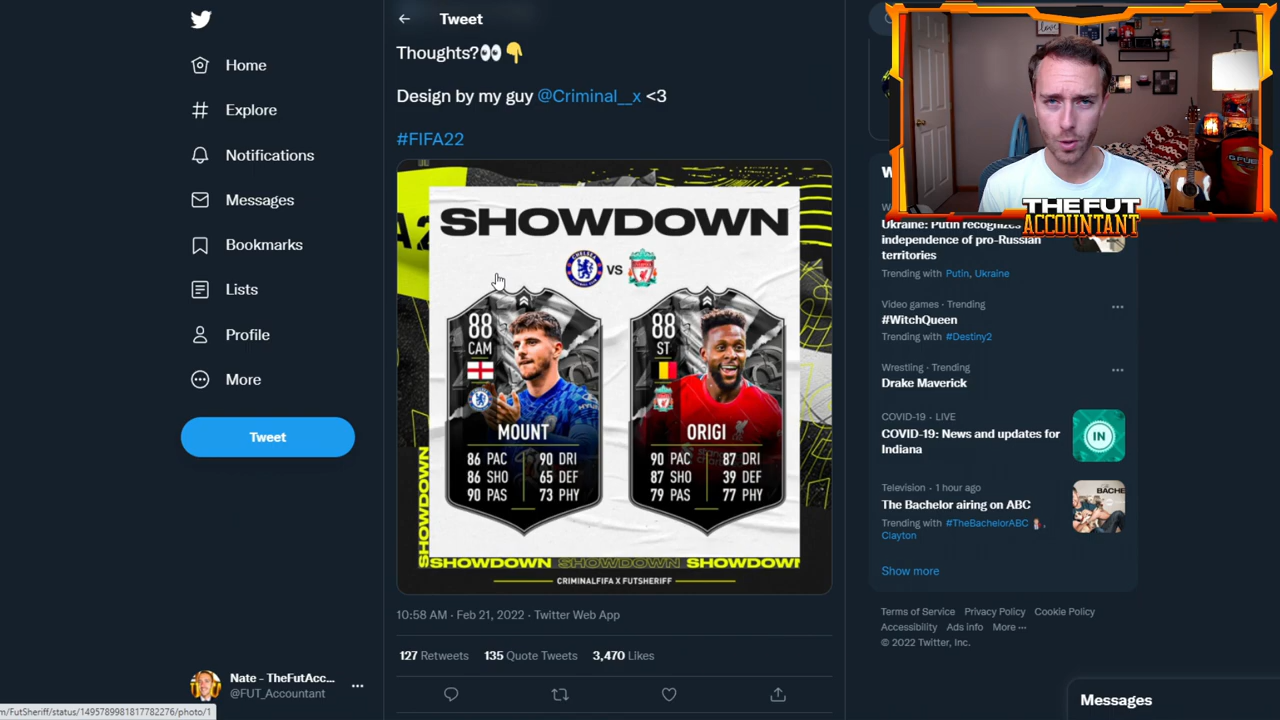 Home
Explore
Notifications
Messages
Bookmarks
Lists
Profile
More
Tweet
Nate - TheFutAcc...
@FUT_Accountant
m/FutSheriff/status/1495789981817782276/photo/1
Tweet
Thoughts?👀👇
Design by my guy @Criminal__x <3
#FIFA22
SHOWDOWN
VS
88
CAM
MOUNT
86 PAC 90 DRI
86 SHO 65 DEF
90 PAS 73 PHY
88
ST
ORIGI
90 PAC 87 DRI
87 SHO 39 DEF
79 PAS 77 PHY
SHOWDOWN
SHOWDOWN SHOWDOWN SHOWDOWN
CRIMINALFIFA X FUTSHERIFF
10:58 AM · Feb 21, 2022 · Twitter Web App
127 Retweets 135 Quote Tweets 3,470 Likes
THE FUT
ACCOUNTANT
Ukraine: Putin recognizes
independence of pro-Russian
territories
Trending with Putin, Ukraine
Video games · Trending
#WitchQueen
Trending with #Destiny2
Wrestling · Trending
Drake Maverick
COVID-19 · LIVE
COVID-19: News and updates for
Indiana
IN
Television · 1 hour ago
The Bachelor airing on ABC
Trending with #TheBachelorABC,
Clayton
Show more
Terms of Service Privacy Policy Cookie Policy
Accessibility Ads info More ···
© 2022 Twitter, Inc.
Messages